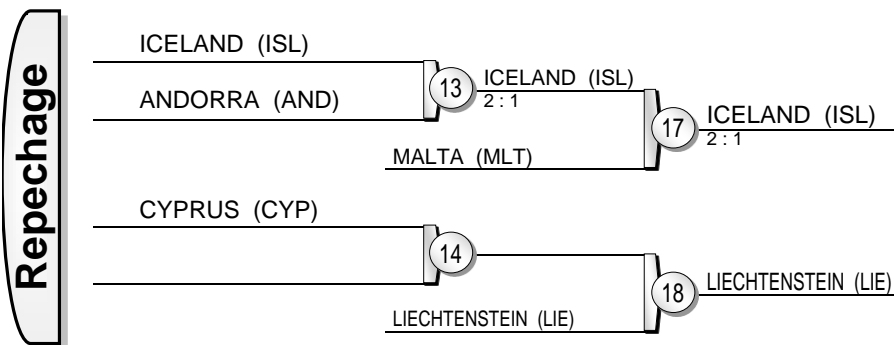 Repechage
ICELAND (ISL)
ANDORRA (AND)
13
ICELAND (ISL)
2 : 1
MALTA (MLT)
17
ICELAND (ISL)
2 : 1
CYPRUS (CYP)
14
LIECHTENSTEIN (LIE)
18
LIECHTENSTEIN (LIE)